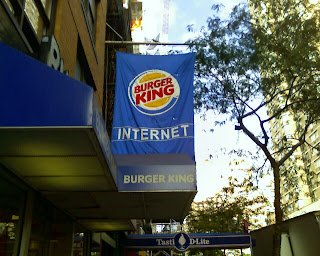 BURGER
KING
INTERNET
BURGER KING
Tasti D-Lite